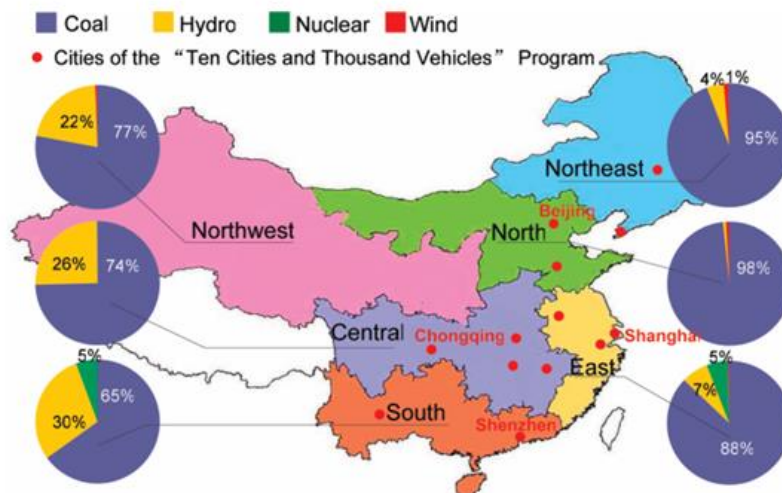 Coal Hydro Nuclear Wind
Cities of the “Ten Cities and Thousand Vehicles” Program
22% 77%
4% 1%
95%
Northeast
Beijing
Northwest
North
26% 74%
98%
Central
Chongqing
Shanghai
East
5%
65%
30%
South
Shenzhen
5%
7%
88%